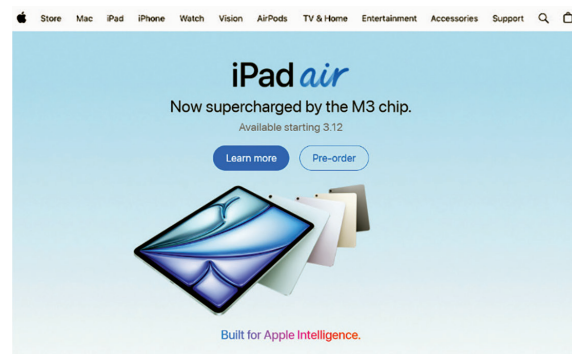 Store Mac iPad iPhone Watch Vision AirPods TV & Home Entertainment Accessories Support
iPad air
Now supercharged by the M3 chip.
Available starting 3.12
Learn more Pre-order
Built for Apple Intelligence.